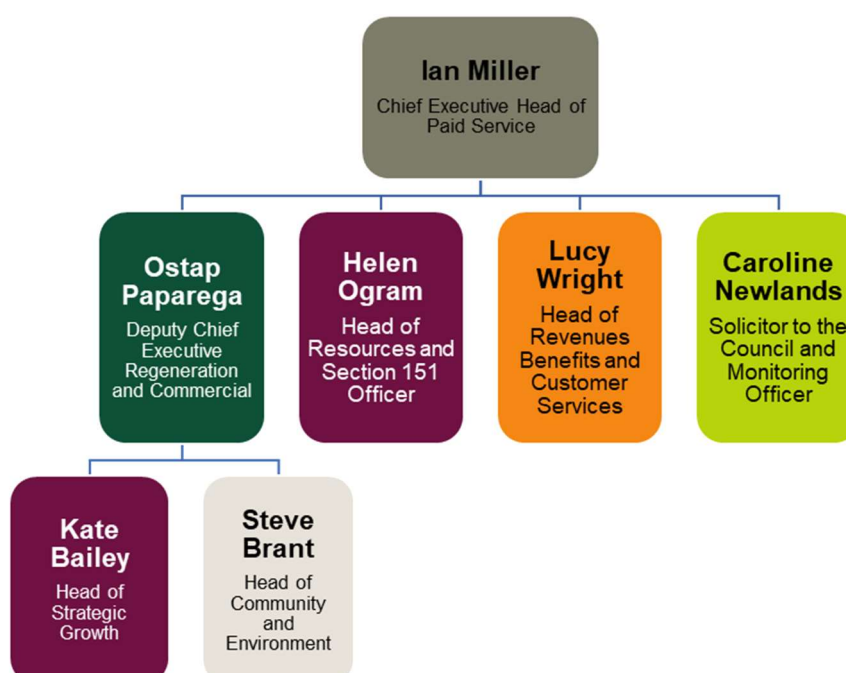 Ian Miller
Chief Executive Head of
Paid Service
Ostap
Paparega
Deputy Chief
Executive
Regeneration
and Commercial
Helen
Ogram
Head of
Resources and
Section 151
Officer
Lucy
Wright
Head of
Revenues
Benefits and
Customer
Services
Caroline
Newlands
Solicitor to the
Council and
Monitoring
Officer
Kate
Bailey
Head of
Strategic
Growth
Steve
Brant
Head of
Community
and
Environment